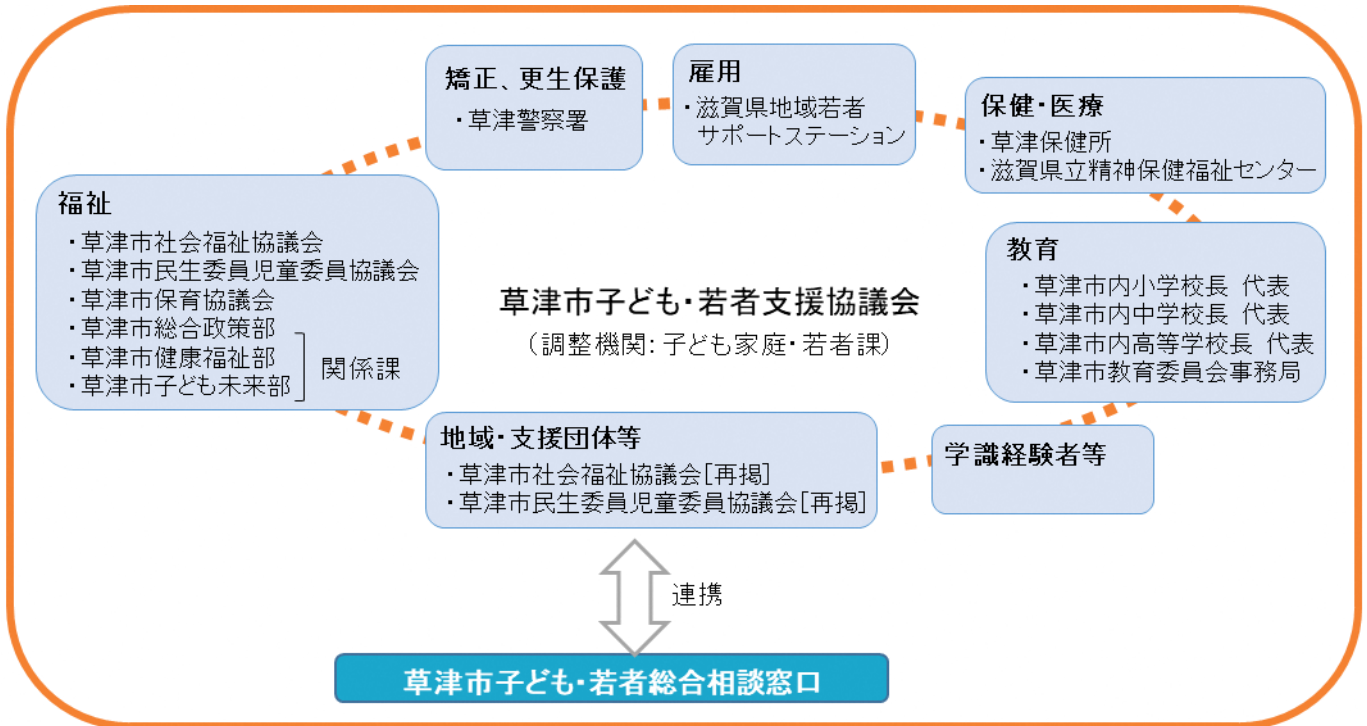 矯正、更生保護
・草津警察署
雇用
・滋賀県地域若者
サポートステーション
保健・医療
・草津保健所
・滋賀県立精神保健福祉センター
福祉
・草津市社会福祉協議会
・草津市民生委員児童委員協議会
・草津市保育協議会
・草津市総合政策部
・草津市健康福祉部
・草津市子ども未来部
関係課
草津市子ども・若者支援協議会
(調整機関:子ども家庭・若者課)
教育
・草津市内小学校長 代表
・草津市内中学校長 代表
・草津市内高等学校長 代表
・草津市教育委員会事務局
地域・支援団体等
・草津市社会福祉協議会[再掲]
・草津市民生委員児童委員協議会[再掲]
学識経験者等
連携
草津市子ども・若者総合相談窓口